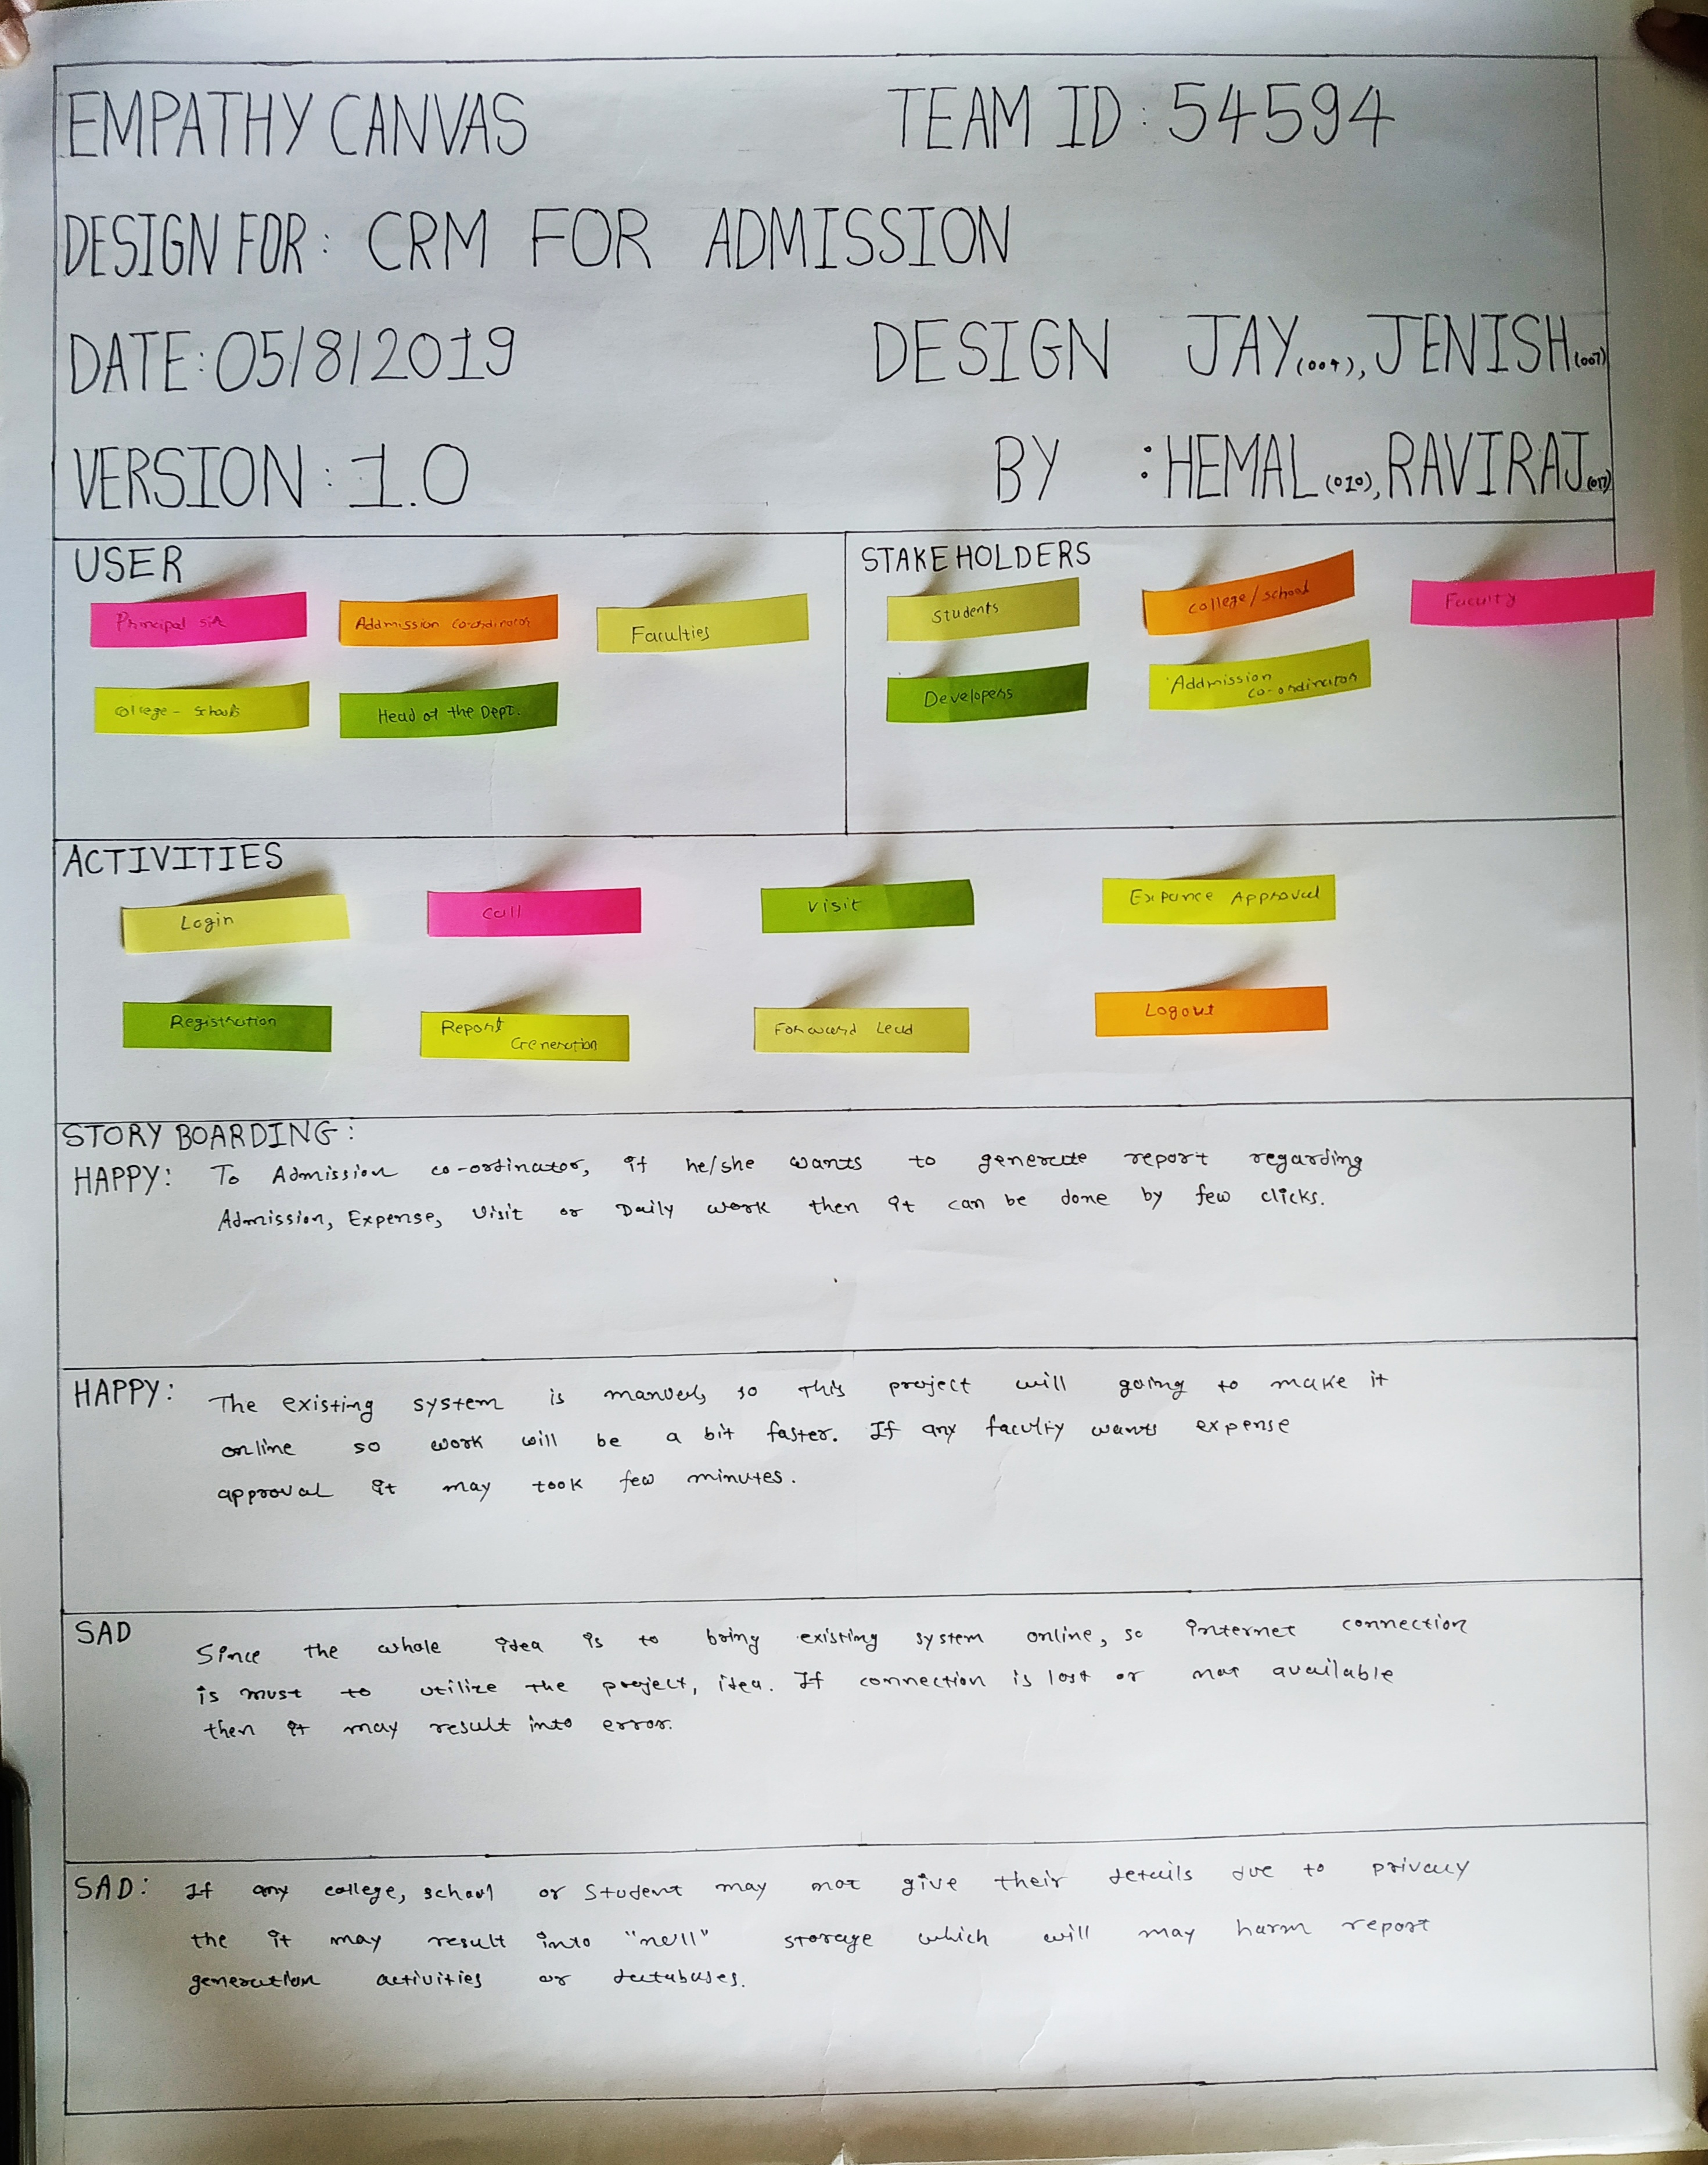 EMPATHY CANVAS TEAM ID: 54594
DESIGN FOR: CRM FOR ADMISSION
DATE: 05/8/2019 DESIGN JAY(004), JENISH(007)
VERSION: 1.0 BY : HEMAL(010), RAVIRAJ(017)
USER
Principal sir Addmission co-ordinator Faculties
College - Schools Head of the Dept.
STAKEHOLDERS
Students college/school Faculty
Developers Addmission
co-ordinator
ACTIVITIES
Login Call Visit Expance Approval
Registration Report
Generation Forward Lead Logout
STORY BOARDING:
HAPPY: To Admission co-ordinator, if he/she wants to generate report regarding
Admission, Expense, Visit or Daily work then it can be done by few clicks.
HAPPY: The existing system is manual, so this project will going to make it
online so work will be a bit faster. If any faculty wants expense
approval it may took few minutes.
SAD Since the whole idea is to bring existing system online, so internet connection
is must to utilize the project, idea. If connection is lost or not available
then it may result into error.
SAD: If any college, school or Student may not give their details due to privacy
the it may result into "null" storage which will may harm report
generation activities or databases.